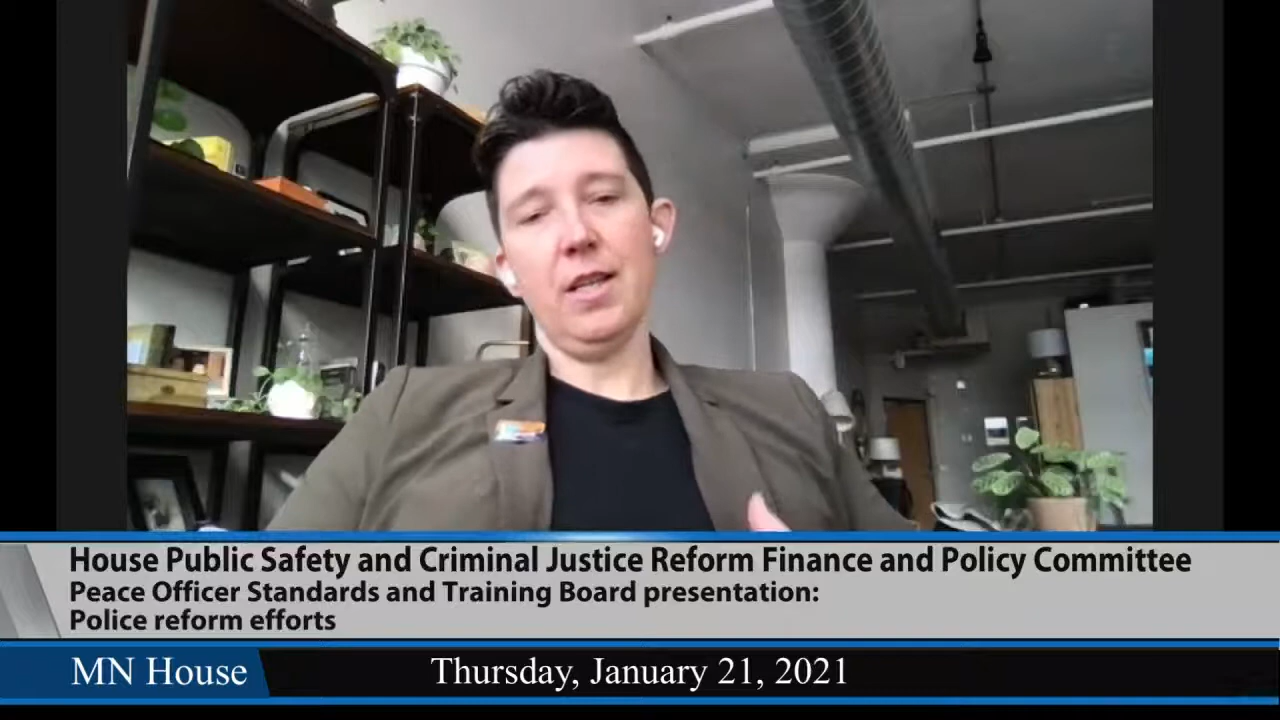 House Public Safety and Criminal Justice Reform Finance and Policy Committee
Peace Officer Standards and Training Board presentation:
Police reform efforts
MN House Thursday, January 21, 2021